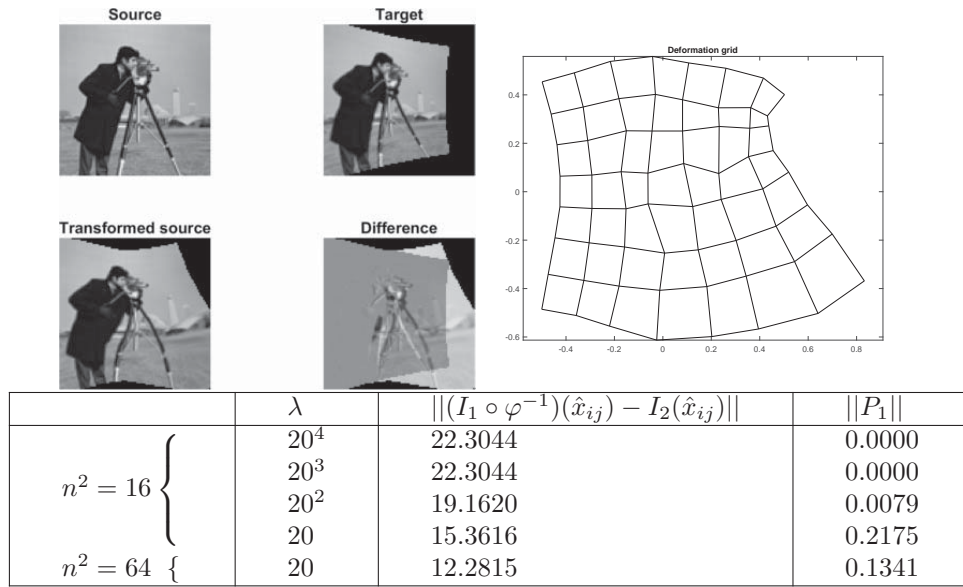 Source
Target
Deformation grid
0.4
0.2
0
-0.2
-0.4
-0.6
-0.4
-0.2
0
0.2
0.4
0.6
0.8
Transformed source
Difference
λ ||(I₁ ∘ φ⁻¹)(x̂ᵢⱼ) − I₂(x̂ᵢⱼ)|| ||P₁||
20⁴ 22.3044 0.0000
20³ 22.3044 0.0000
n² = 16 {
20² 19.1620 0.0079
20 15.3616 0.2175
n² = 64 { 20 12.2815 0.1341